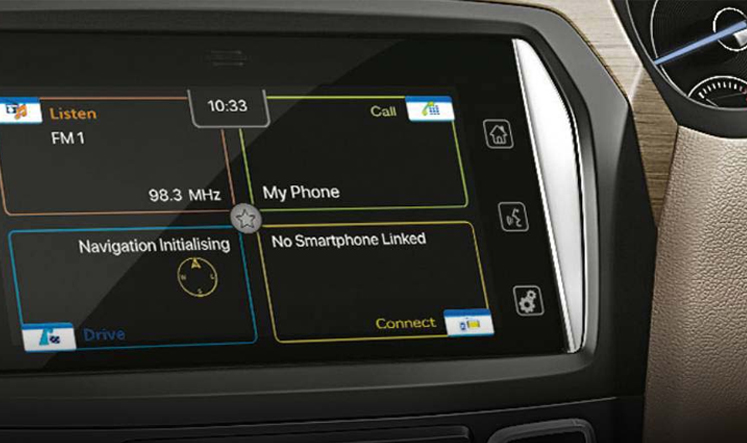 10:33
Listen
FM 1
98.3 MHz
Call
My Phone
Navigation Initialising
N
L
S
Drive
No Smartphone Linked
Connect